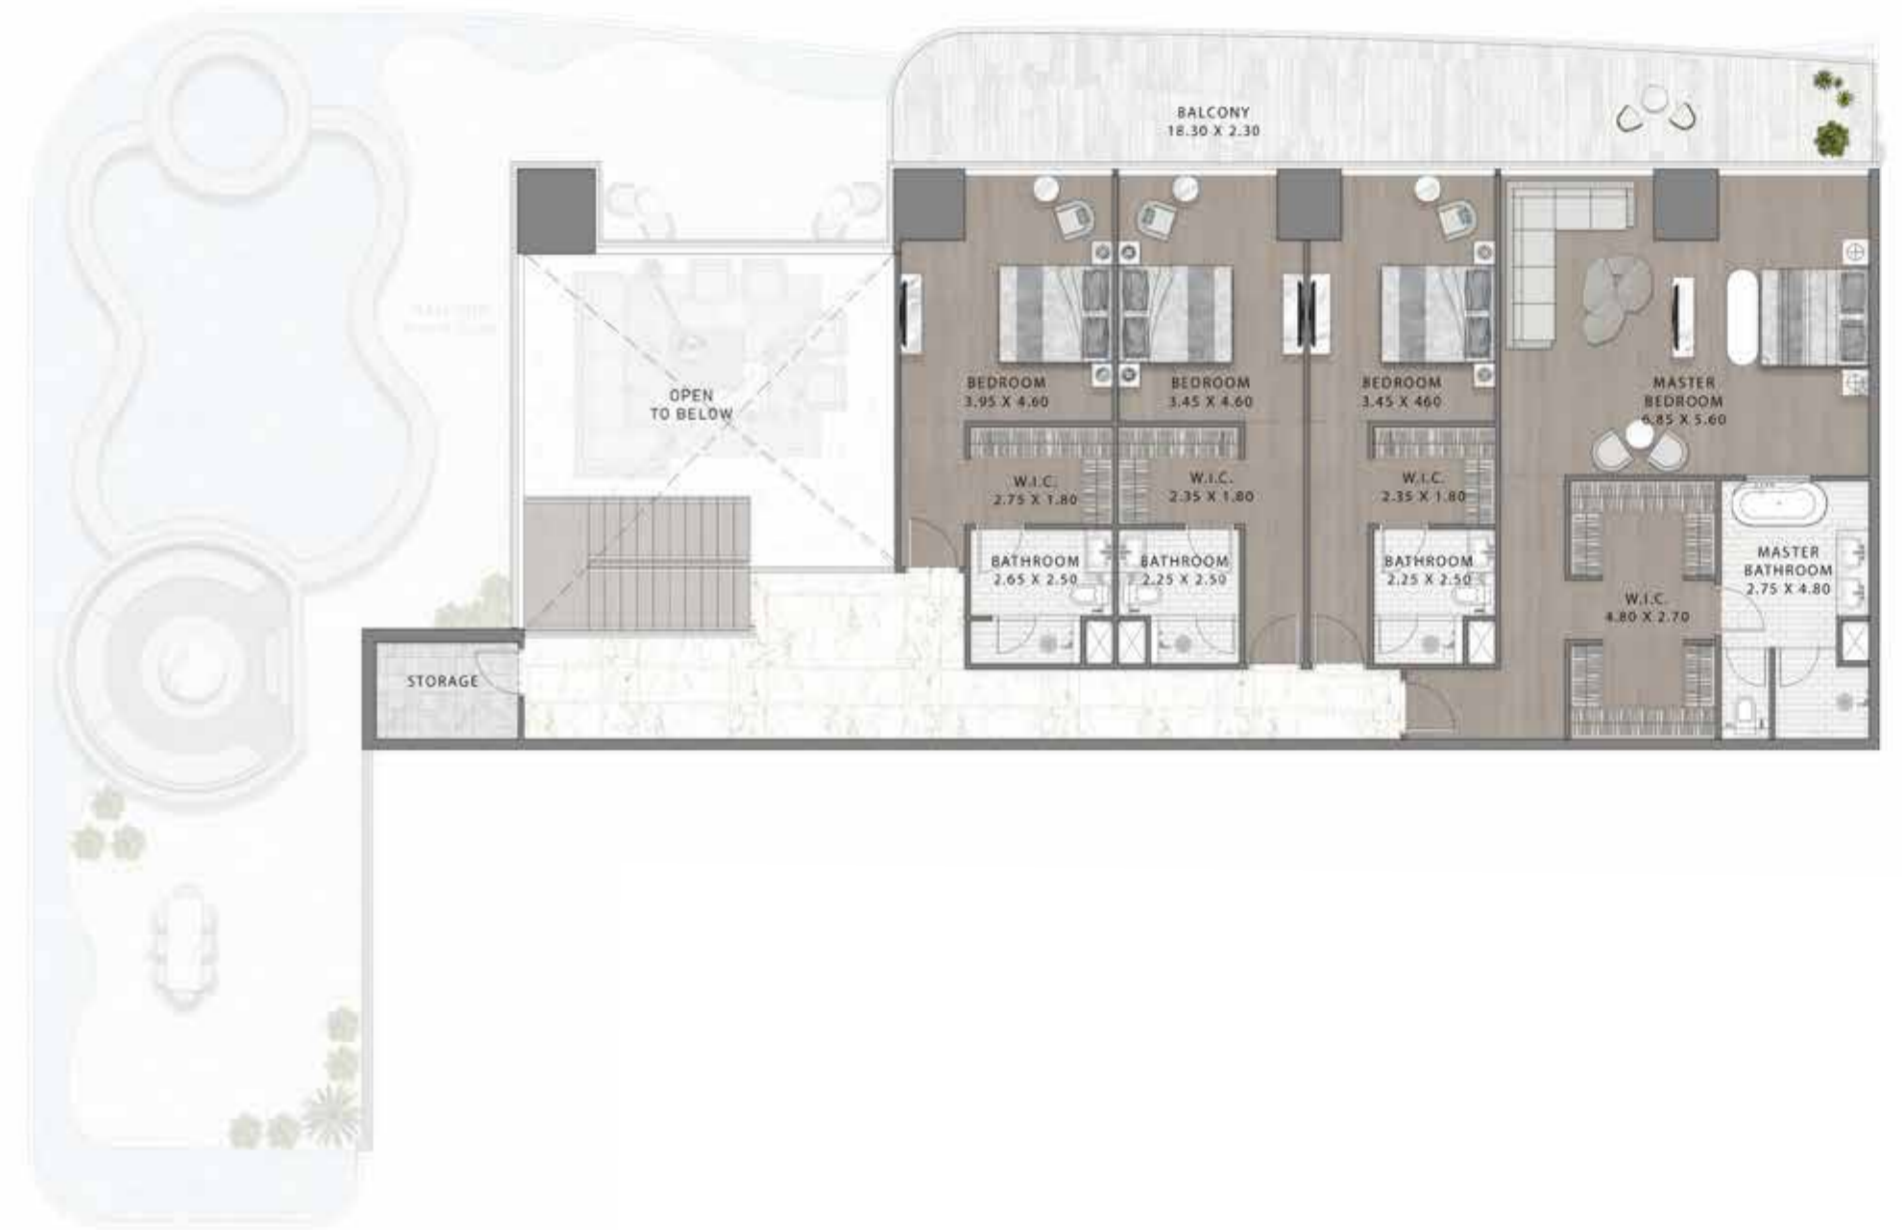 BALCONY
18.30 X 2.30
OPEN
TO BELOW
BEDROOM
3.95 X 4.60
BEDROOM
3.45 X 4.60
BEDROOM
3.45 X 460
MASTER
BEDROOM
6.85 X 5.60
W.I.C.
2.75 X 1.80
W.I.C.
2.35 X 1.80
W.I.C.
2.35 X 1.80
BATHROOM
2.65 X 2.50
BATHROOM
2.25 X 2.50
BATHROOM
2.25 X 2.50
MASTER
BATHROOM
2.75 X 4.80
W.I.C.
4.80 X 2.70
STORAGE